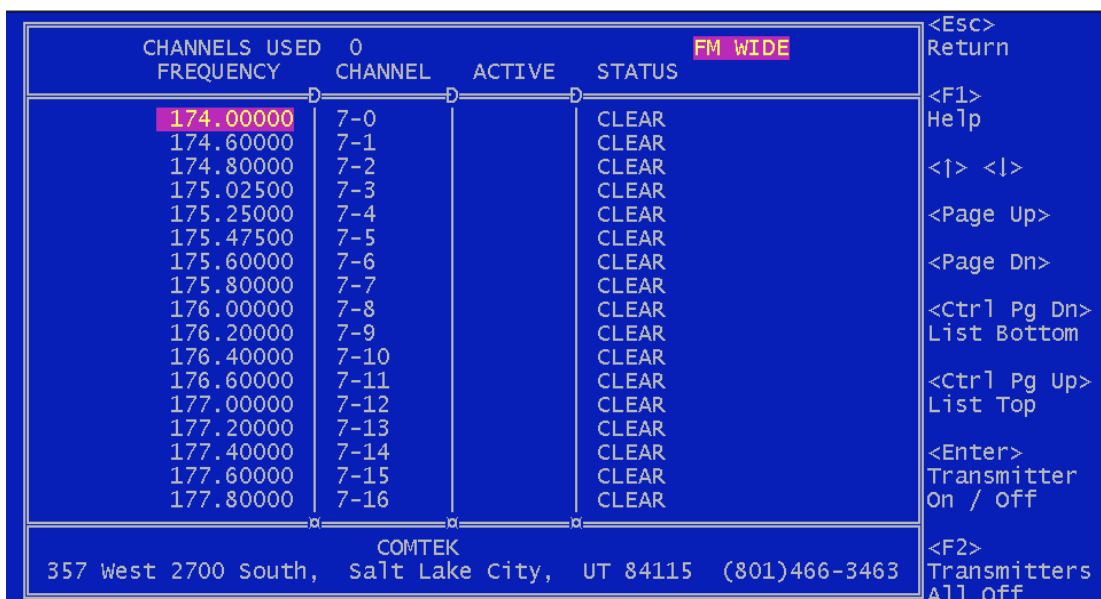 CHANNELS USED 0 FM WIDE
FREQUENCY CHANNEL ACTIVE STATUS
174.00000 7-0 CLEAR
174.60000 7-1 CLEAR
174.80000 7-2 CLEAR
175.02500 7-3 CLEAR
175.25000 7-4 CLEAR
175.47500 7-5 CLEAR
175.60000 7-6 CLEAR
175.80000 7-7 CLEAR
176.00000 7-8 CLEAR
176.20000 7-9 CLEAR
176.40000 7-10 CLEAR
176.60000 7-11 CLEAR
177.00000 7-12 CLEAR
177.20000 7-13 CLEAR
177.40000 7-14 CLEAR
177.60000 7-15 CLEAR
177.80000 7-16 CLEAR
COMTEK
357 West 2700 South, Salt Lake City, UT 84115 (801)466-3463
<Esc>
Return
<F1>
Help
<↑> <↓>
<Page Up>
<Page Dn>
<Ctrl Pg Dn>
List Bottom
<Ctrl Pg Up>
List Top
<Enter>
Transmitter
On / Off
<F2>
Transmitters
All Off